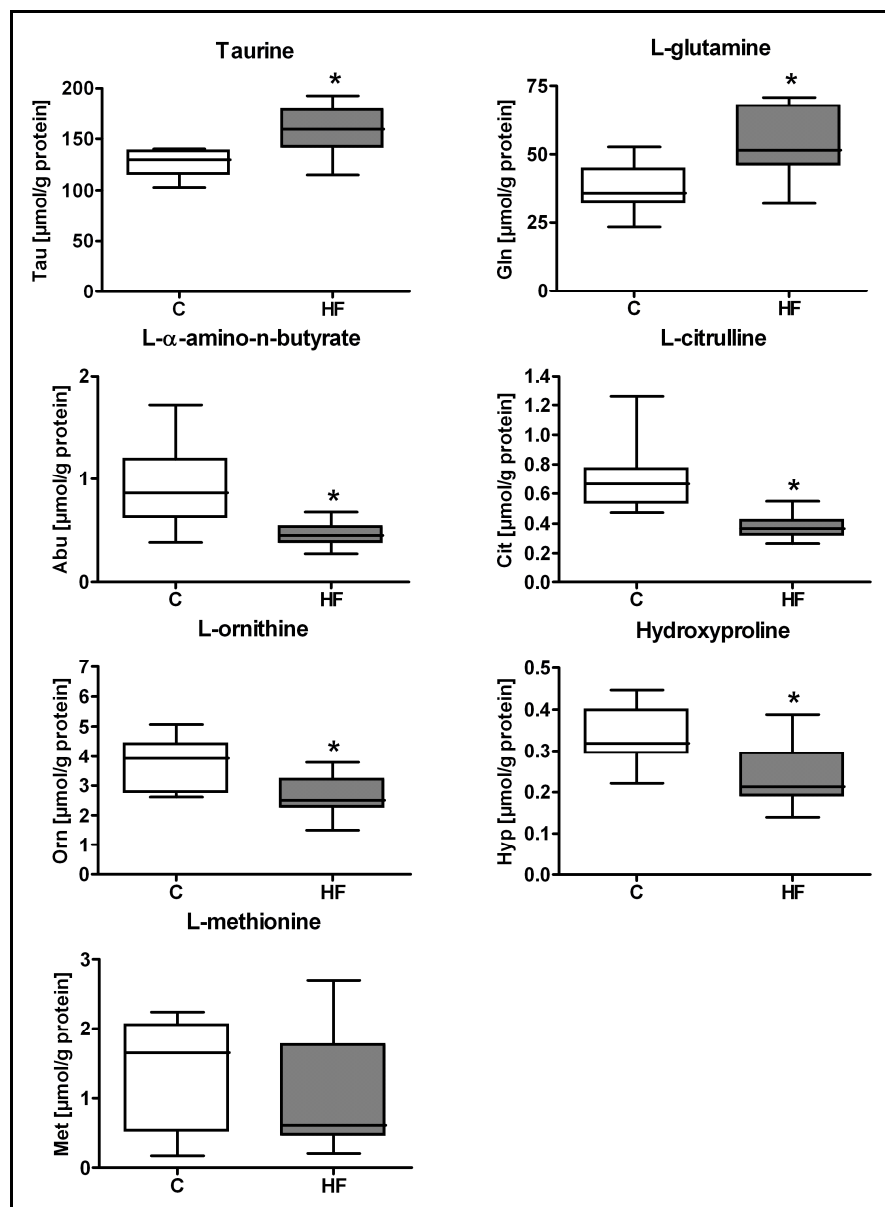 Taurine
*
200
150
100
50
0
Tau [µmol/g protein]
C HF
L-glutamine
*
75
50
25
0
Gln [µmol/g protein]
C HF
L-α-amino-n-butyrate
2
1
0
*
Abu [µmol/g protein]
C HF
L-citrulline
1.4
1.2
1.0
0.8
0.6
0.4
0.2
0.0
*
Cit [µmol/g protein]
C HF
L-ornithine
7
6
5
4
3
2
1
0
*
Orn [µmol/g protein]
C HF
Hydroxyproline
0.5
0.4
0.3
0.2
0.1
0.0
*
Hyp [µmol/g protein]
C HF
L-methionine
3
2
1
0
Met [µmol/g protein]
C HF